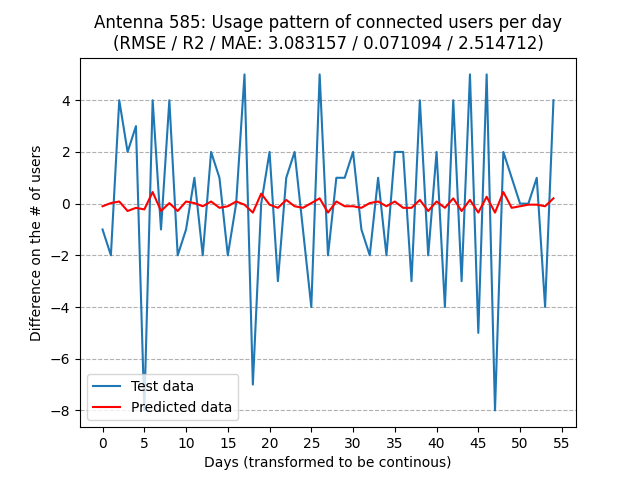 Antenna 585: Usage pattern of connected users per day
(RMSE / R2 / MAE: 3.083157 / 0.071094 / 2.514712)
Difference on the # of users
4
2
0
−2
−4
−6
−8
Test data
Predicted data
0 5 10 15 20 25 30 35 40 45 50 55
Days (transformed to be continous)